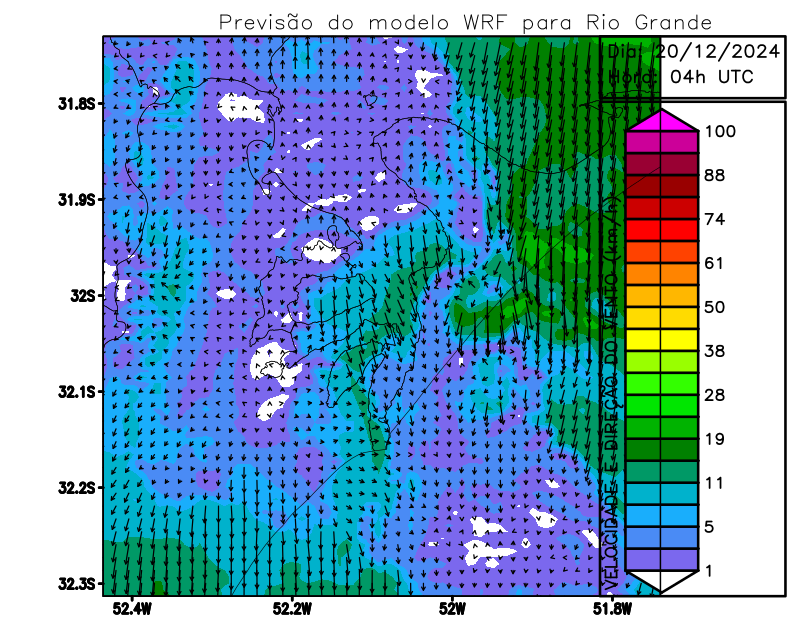 Previsão do modelo WRF para Rio Grande
Dia: 20/12/2024
Hora: 04h UTC
31.8S
31.9S
32S
32.1S
32.2S
32.3S
52.4W
52.2W
52W
51.8W
VELOCIDADE E DIREÇÃO DO VENTO (km/h)
100
88
74
61
50
38
28
19
11
5
1